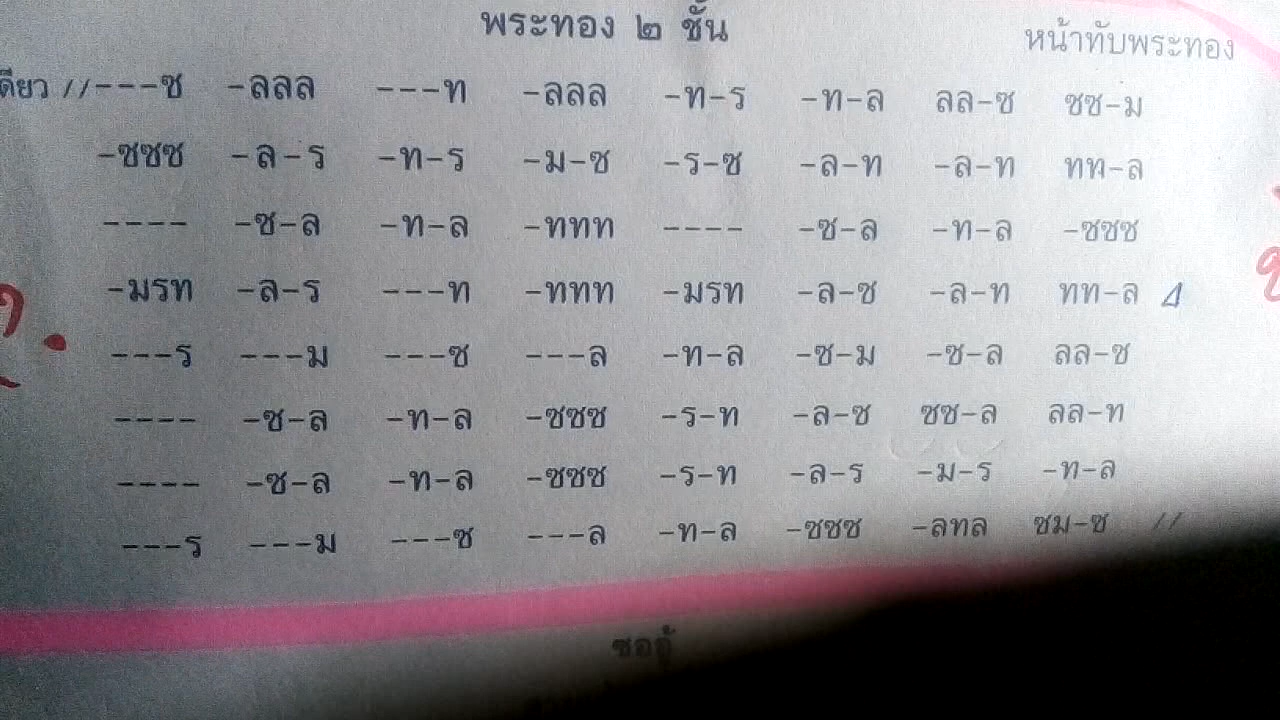 พระทอง ๒ ชั้น
หน้าทับพระทอง
เดียว //---ซ -ลลล ---ท -ลลล -ท-ร -ท-ล ลล-ซ ซซ-ม
-ซซซ -ล-ร -ท-ร -ม-ซ -ร-ซ -ล-ท -ล-ท ทท-ล
---- -ซ-ล -ท-ล -ททท ---- -ซ-ล -ท-ล -ซซซ
-มรท -ล-ร ---ท -ททท -มรท -ล-ซ -ล-ท ทท-ล
---ร ---ม ---ซ ---ล -ท-ล -ซ-ม -ซ-ล ลล-ซ
---- -ซ-ล -ท-ล -ซซซ -ร-ท -ล-ซ ซซ-ล ลล-ท
---- -ซ-ล -ท-ล -ซซซ -ร-ท -ล-ร -ม-ร -ท-ล
---ร ---ม ---ซ ---ล -ท-ล -ซซซ -ลทล ซม-ซ //
ซออู้